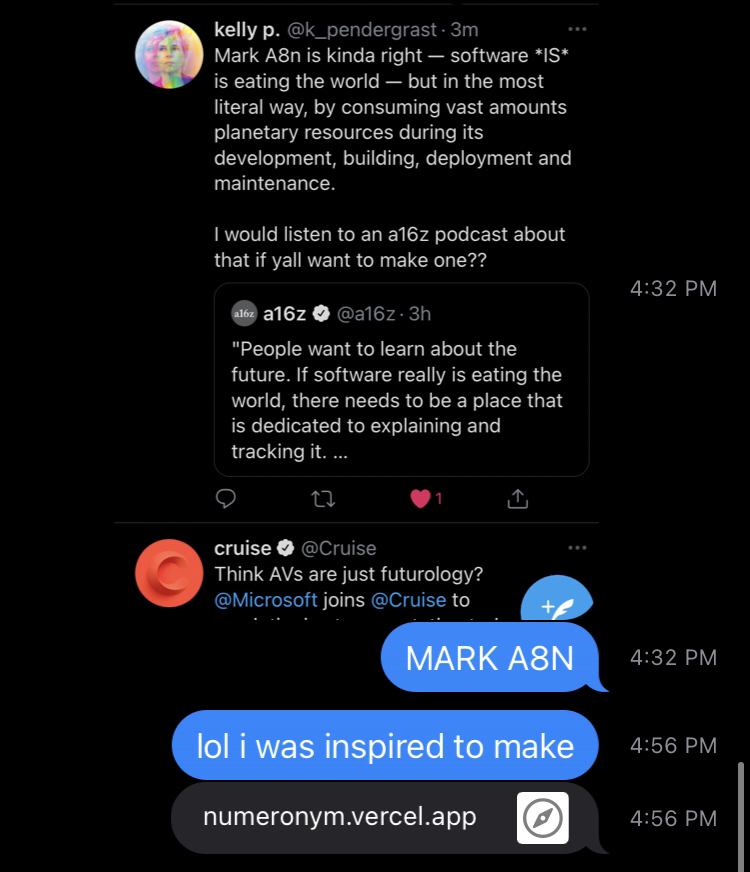 kelly p. @k_pendergrast · 3m
Mark A8n is kinda right — software *IS*
is eating the world — but in the most
literal way, by consuming vast amounts
planetary resources during its
development, building, deployment and
maintenance.
I would listen to an a16z podcast about
that if yall want to make one??
4:32 PM
a16z a16z @a16z · 3h
"People want to learn about the
future. If software really is eating the
world, there needs to be a place that
is dedicated to explaining and
tracking it. ...
1
cruise @Cruise
Think AVs are just futurology?
@Microsoft joins @Cruise to
MARK A8N 4:32 PM
lol i was inspired to make 4:56 PM
numeronym.vercel.app 4:56 PM